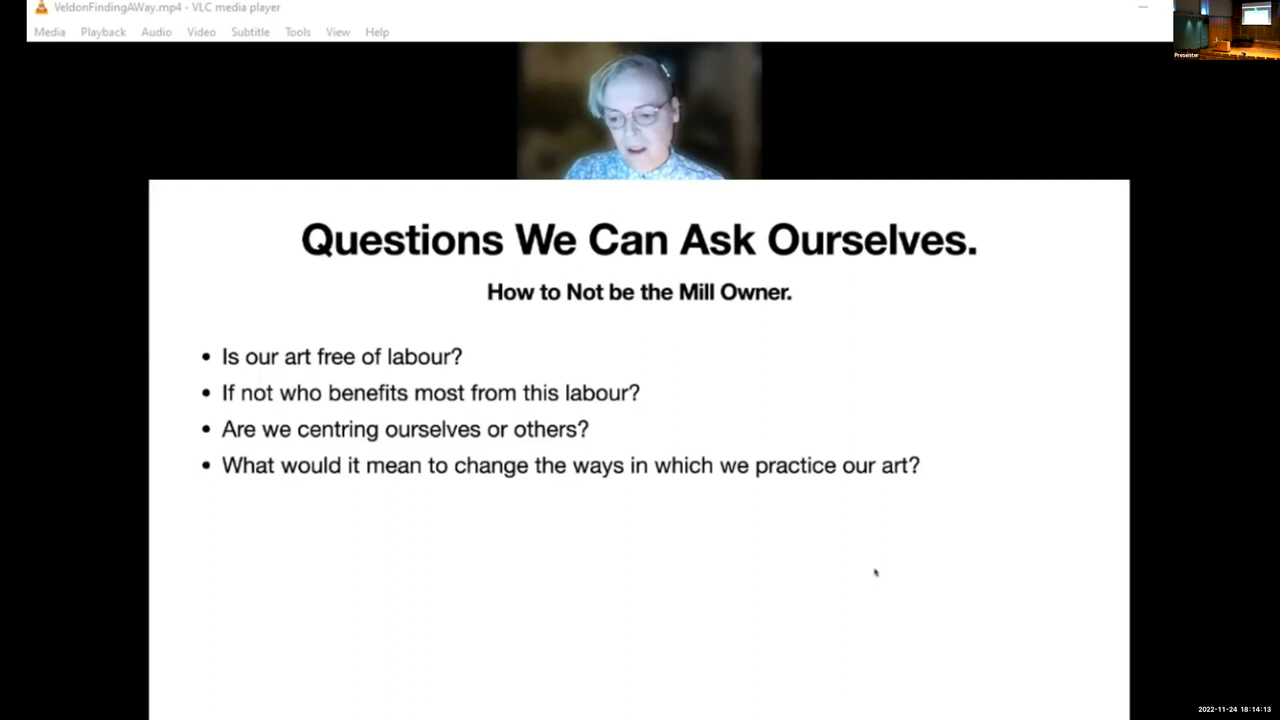 VeldonFindingAWay.mp4 - VLC media player
Media Playback Audio Video Subtitle Tools View Help
Presenter
Questions We Can Ask Ourselves.
How to Not be the Mill Owner.
• Is our art free of labour?
• If not who benefits most from this labour?
• Are we centring ourselves or others?
• What would it mean to change the ways in which we practice our art?
2022-11-24 18:14:13